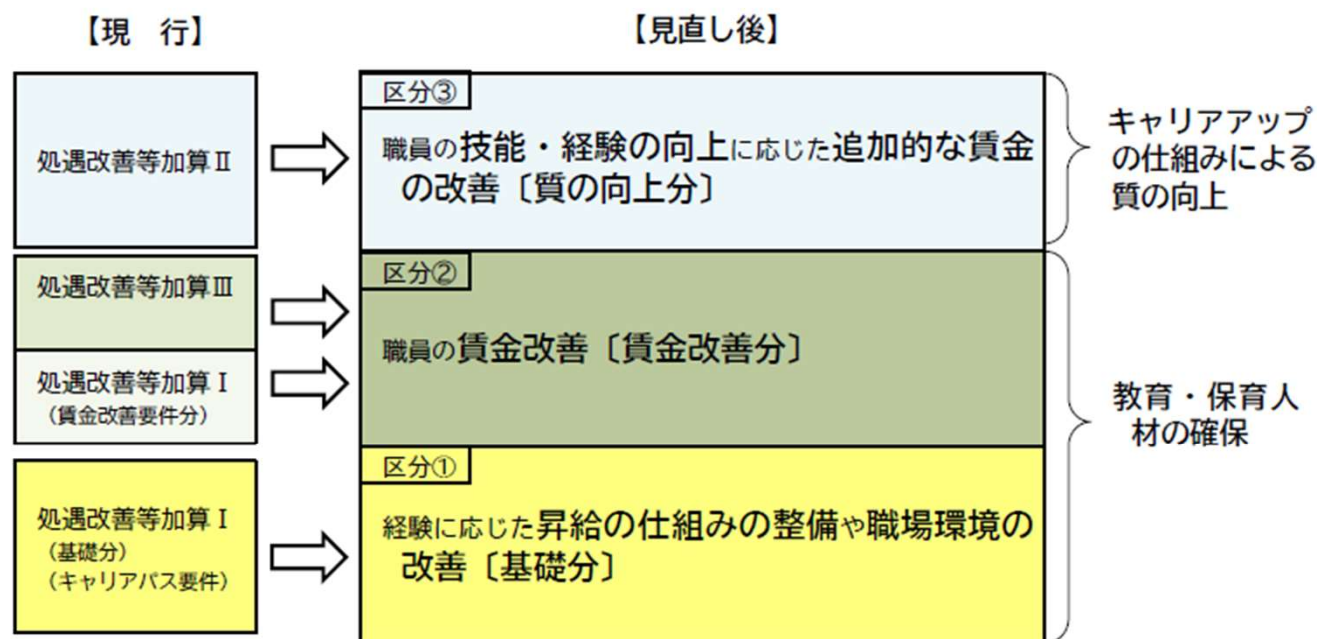 【現　行】
【見直し後】
処遇改善等加算Ⅱ
区分③
職員の技能・経験の向上に応じた追加的な賃金
の改善〔質の向上分〕
キャリアアップ
の仕組みによる
質の向上
処遇改善等加算Ⅲ
処遇改善等加算Ⅰ
（賃金改善要件分）
区分②
職員の賃金改善〔賃金改善分〕
教育・保育人
材の確保
処遇改善等加算Ⅰ
（基礎分）
（キャリアパス要件）
区分①
経験に応じた昇給の仕組みの整備や職場環境の
改善〔基礎分〕